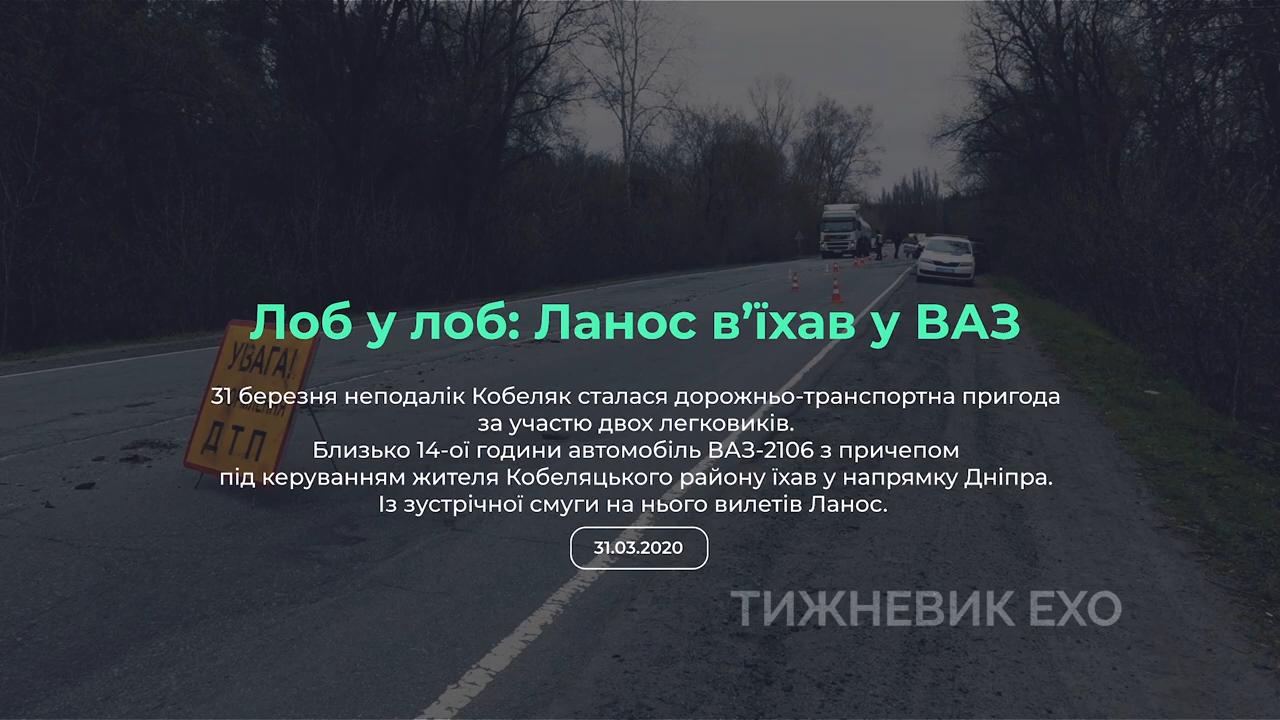 Лоб у лоб: Ланос в’їхав у ВАЗ
УВАГА!
ДТП
31 березня неподалік Кобеляк сталася дорожньо-транспортна пригода
за участю двох легковиків.
Близько 14-ої години автомобіль ВАЗ-2106 з причепом
під керуванням жителя Кобеляцького району їхав у напрямку Дніпра.
Із зустрічної смуги на нього вилетів Ланос.
31.03.2020
ТИЖНЕВИК ЕХО